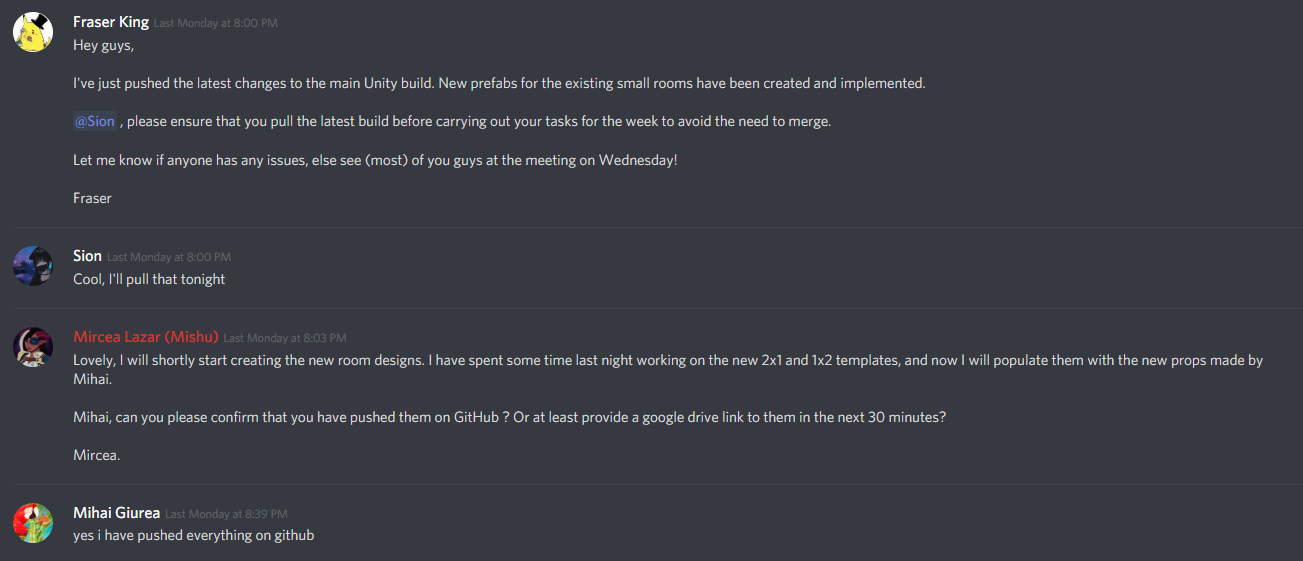 Fraser King Last Monday at 8:00 PM
Hey guys,
I've just pushed the latest changes to the main Unity build. New prefabs for the existing small rooms have been created and implemented.
@Sion , please ensure that you pull the latest build before carrying out your tasks for the week to avoid the need to merge.
Let me know if anyone has any issues, else see (most) of you guys at the meeting on Wednesday!
Fraser
Sion Last Monday at 8:00 PM
Cool, I'll pull that tonight
Mircea Lazar (Mishu) Last Monday at 8:03 PM
Lovely, I will shortly start creating the new room designs. I have spent some time last night working on the new 2x1 and 1x2 templates, and now I will populate them with the new props made by
Mihai.
Mihai, can you please confirm that you have pushed them on GitHub ? Or at least provide a google drive link to them in the next 30 minutes?
Mircea.
Mihai Giurea Last Monday at 8:39 PM
yes i have pushed everything on github